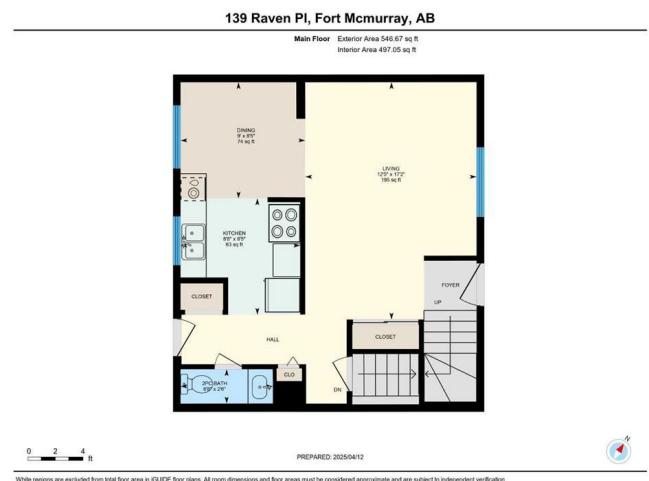 139 Raven Pl, Fort Mcmurray, AB
Main Floor Exterior Area 546.67 sq ft
Interior Area 497.05 sq ft
DINING
9' x 8'5"
74 sq ft
LIVING
12'5" x 17'2"
195 sq ft
KITCHEN
8'8" x 8'5"
63 sq ft
CLOSET
FOYER
UP
HALL
CLOSET
CLO
2PC BATH
6'8" x 2'6"
DN
0 2 4
ft
PREPARED: 2025/04/12
N
White regions are excluded from total floor area in iGUIDE floor plans. All room dimensions and floor areas must be considered approximate and are subject to independent verification.